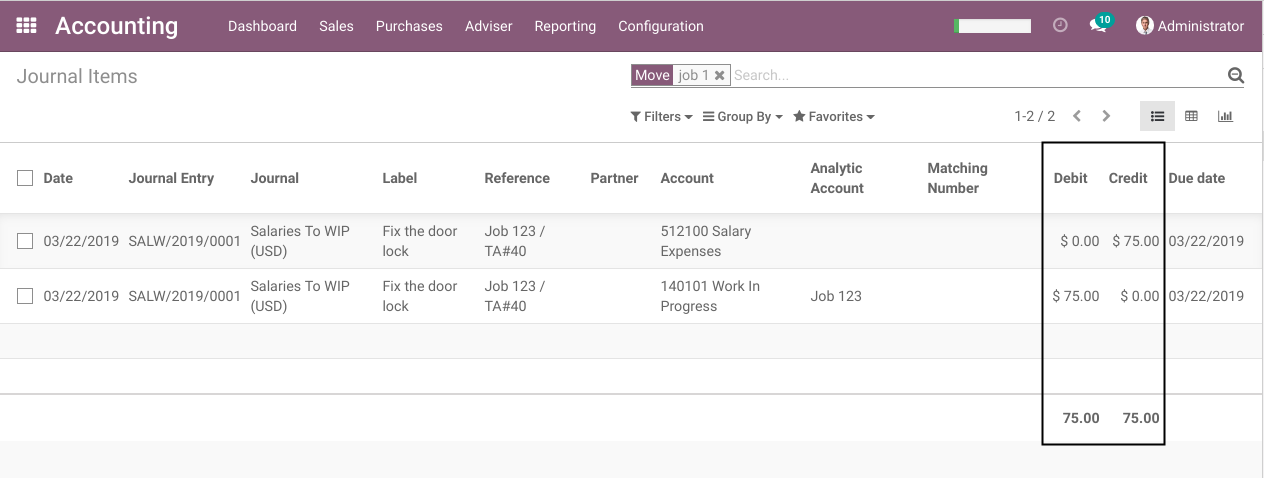 Accounting Dashboard Sales Purchases Adviser Reporting Configuration 10 Administrator
Journal Items Move job 1 Search...
Filters Group By Favorites 1-2 / 2
Date Journal Entry Journal Label Reference Partner Account Analytic Account Matching Number Debit Credit Due date
03/22/2019 SALW/2019/0001 Salaries To WIP (USD) Fix the door lock Job 123 / TA#40 512100 Salary Expenses $ 0.00 $ 75.00 03/22/2019
03/22/2019 SALW/2019/0001 Salaries To WIP (USD) Fix the door lock Job 123 / TA#40 140101 Work In Progress Job 123 $ 75.00 $ 0.00 03/22/2019
75.00 75.00